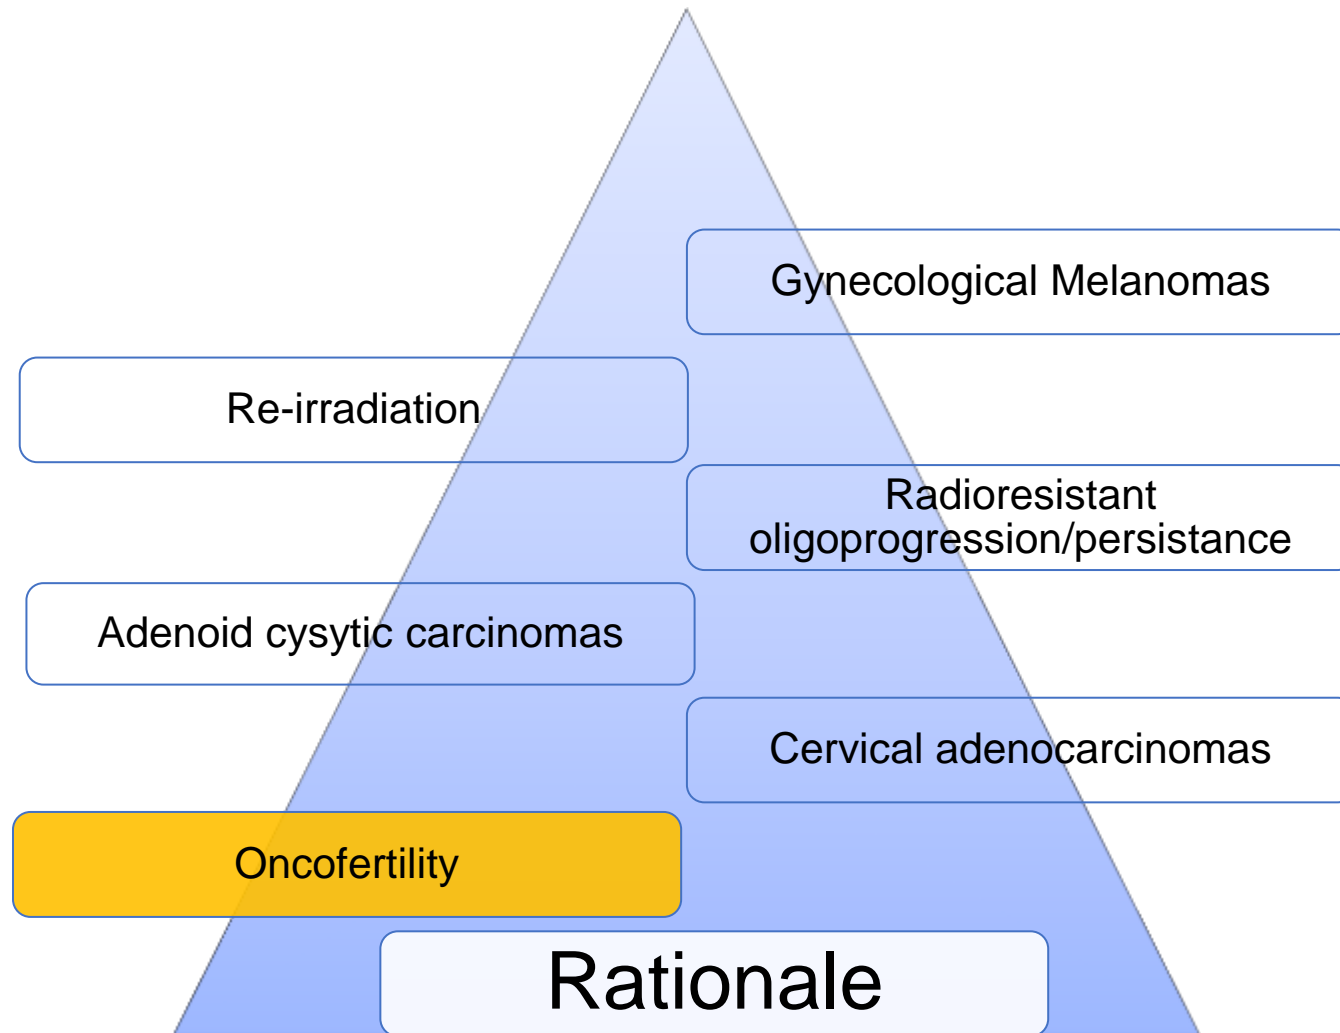 Gynecological Melanomas
Re-irradiation
Radioresistant
oligoprogression/persistance
Adenoid cysytic carcinomas
Cervical adenocarcinomas
Oncofertility
Rationale